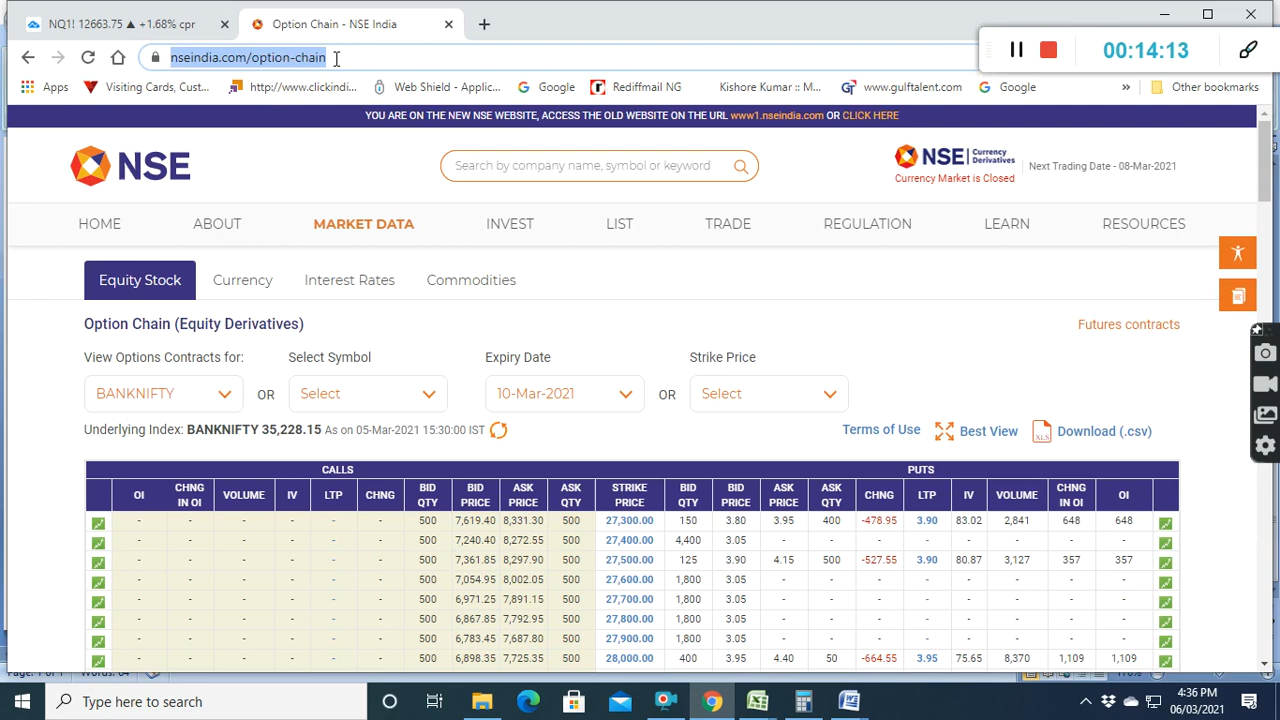 NQ1! 12663.75 ▲ +1.68% cpr
Option Chain - NSE India
nseindia.com/option-chain
00:14:13
Apps
Visiting Cards, Cust...
http://www.clickindi...
Web Shield - Applic...
Google
Rediffmail NG
Kishore Kumar :: M...
www.gulftalent.com
Google
»
Other bookmarks
YOU ARE ON THE NEW NSE WEBSITE, ACCESS THE OLD WEBSITE ON THE URL www1.nseindia.com OR CLICK HERE
NSE
Search by company name, symbol or keyword
NSE Currency Derivatives
Currency Market is Closed
Next Trading Date - 08-Mar-2021
HOME ABOUT MARKET DATA INVEST LIST TRADE REGULATION LEARN RESOURCES
Equity Stock Currency Interest Rates Commodities
Option Chain (Equity Derivatives)
Futures contracts
View Options Contracts for: Select Symbol Expiry Date Strike Price
BANKNIFTY OR Select 10-Mar-2021 OR Select
Underlying Index: BANKNIFTY 35,228.15 As on 05-Mar-2021 15:30:00 IST
Terms of Use Best View XLS Download (.csv)
CALLS PUTS
OI CHNG IN OI VOLUME IV LTP CHNG BID QTY BID PRICE ASK PRICE ASK QTY STRIKE PRICE BID QTY BID PRICE ASK PRICE ASK QTY CHNG LTP IV VOLUME CHNG IN OI OI
- - - - - - 500 7,619.40 8,331.30 500 27,300.00 150 3.80 3.95 400 -478.95 3.90 83.02 2,841 648 648
- - - - - - 500 7,240.40 8,272.55 500 27,400.00 4,400 3.05 - - - - - - - -
- - - - - - 500 7,361.85 8,297.90 500 27,500.00 125 3.90 4.15 500 -527.55 3.90 80.87 3,127 357 357
- - - - - - 500 7,054.95 8,002.05 500 27,600.00 1,800 3.05 - - - - - - - -
- - - - - - 500 6,971.25 7,891.15 500 27,700.00 1,800 3.05 - - - - - - - -
- - - - - - 500 6,867.85 7,792.95 500 27,800.00 1,800 3.05 - - - - - - - -
- - - - - - 500 6,783.45 7,687.80 500 27,900.00 1,800 3.05 - - - - - - - -
- - - - - - 500 6,898.35 7,725.35 500 28,000.00 400 3.95 4.40 50 -664.55 3.95 75.65 8,370 1,109 1,109
Type here to search
4:36 PM
06/03/2021